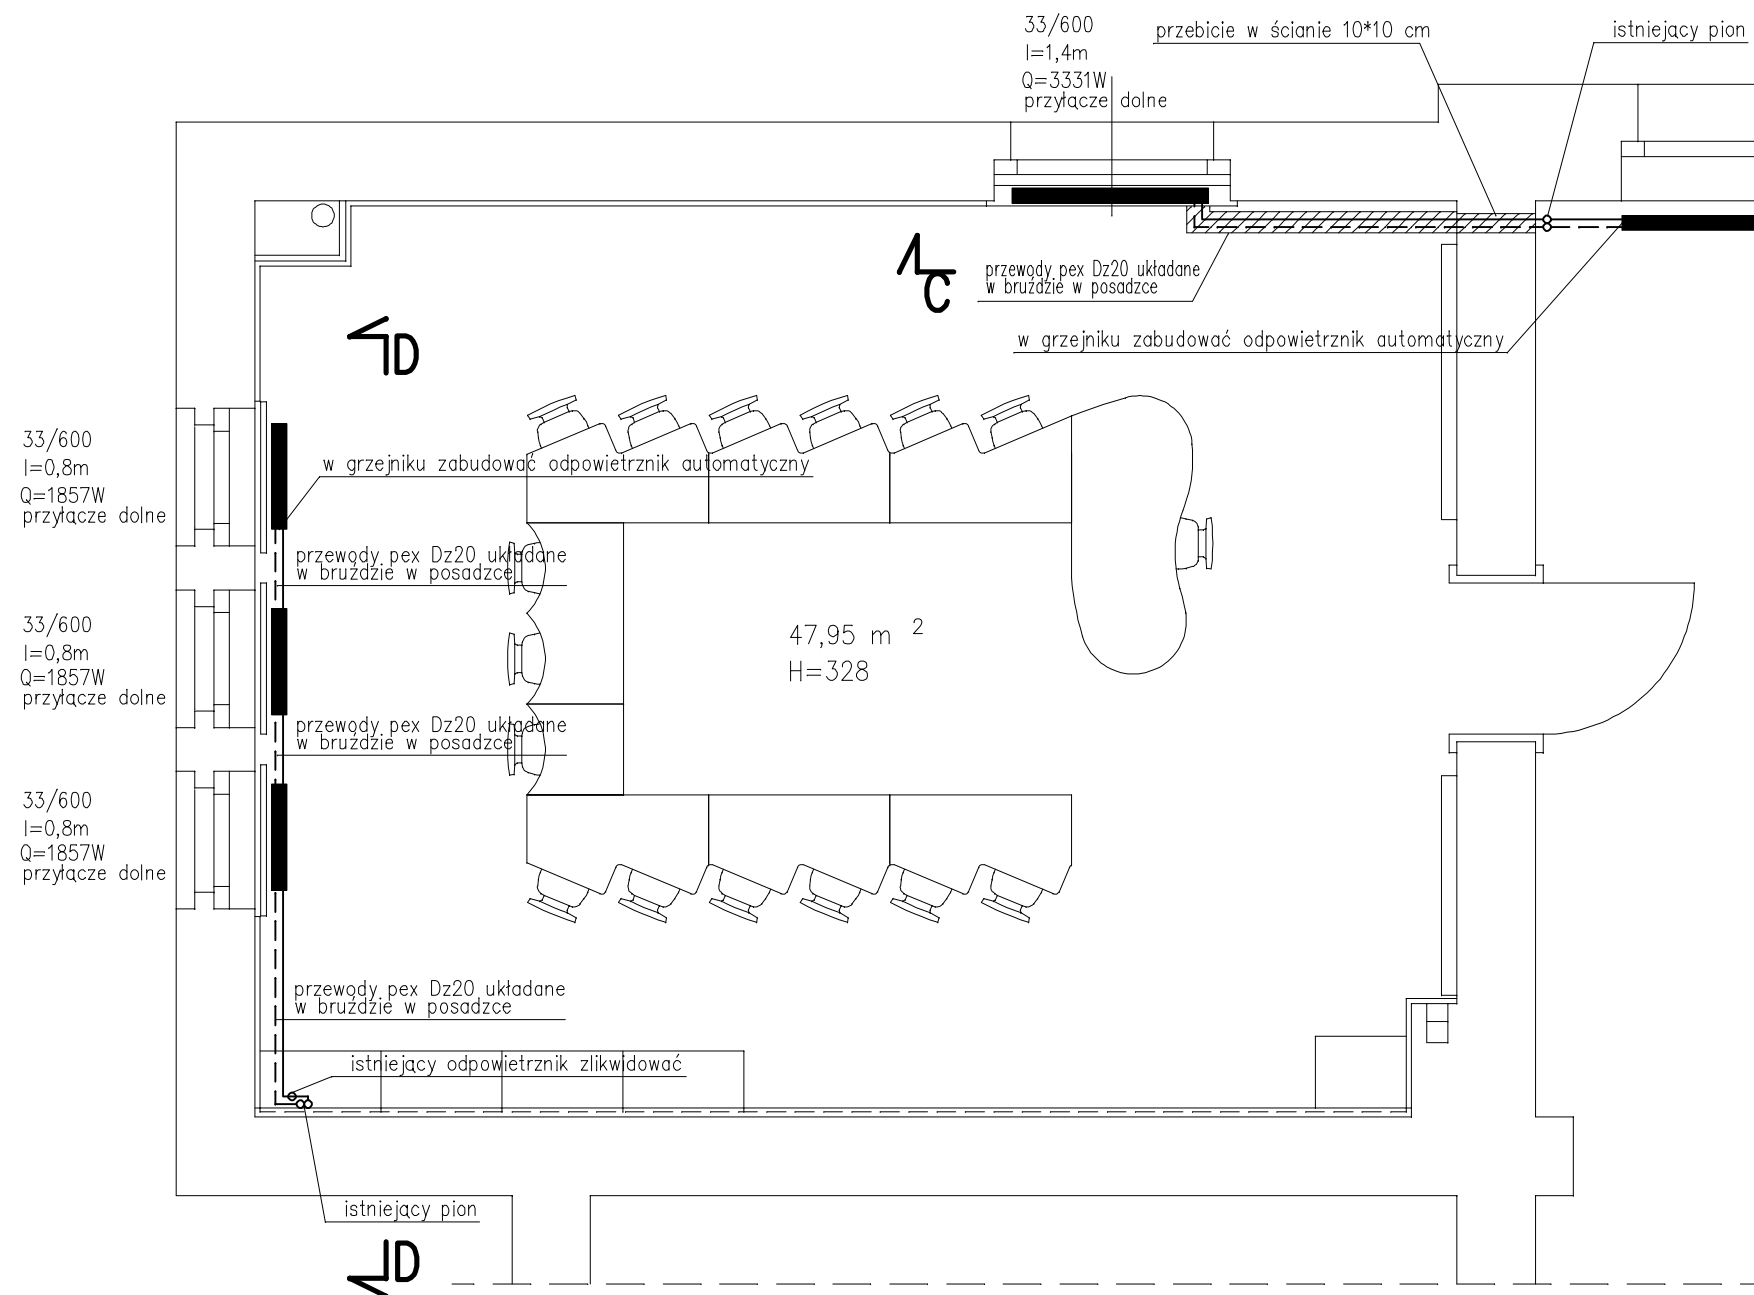 33/600
l=1,4m
Q=3331W
przyłącze dolne
przebicie w ścianie 10*10 cm
istniejący pion
C
przewody pex Dz20 układane
w bruździe w posadzce
w grzejniku zabudować odpowietrznik automatyczny
D
33/600
l=0,8m
Q=1857W
przyłącze dolne
w grzejniku zabudować odpowietrznik automatyczny
przewody pex Dz20 układane
w bruździe w posadzce
33/600
l=0,8m
Q=1857W
przyłącze dolne
47,95 m 2
H=328
przewody pex Dz20 układane
w bruździe w posadzce
33/600
l=0,8m
Q=1857W
przyłącze dolne
przewody pex Dz20 układane
w bruździe w posadzce
istniejący odpowietrznik zlikwidować
istniejący pion
D